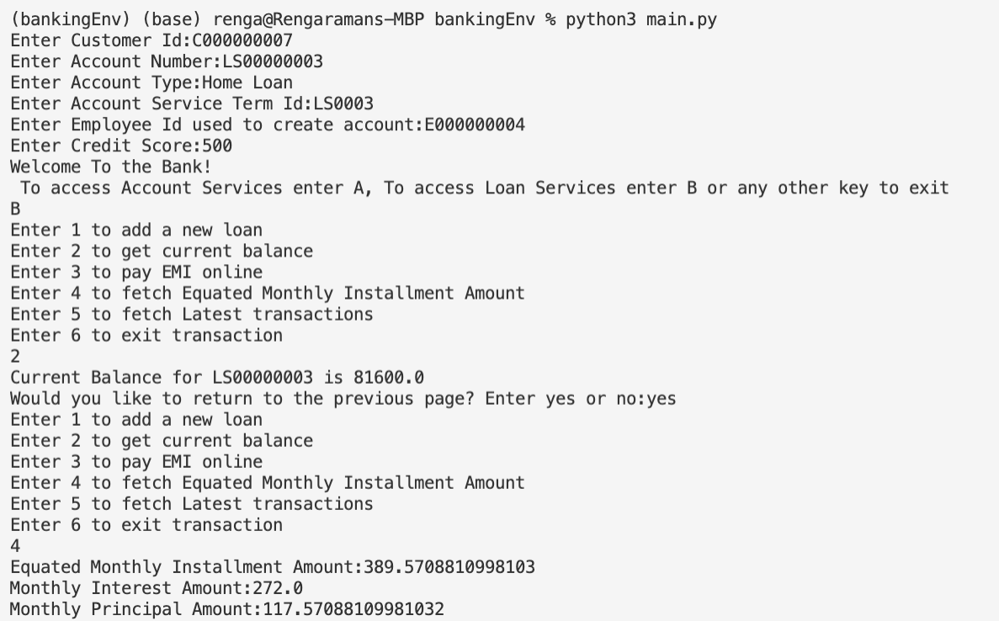 (bankingEnv) (base) renga@Rengaramans-MBP bankingEnv % python3 main.py
Enter Customer Id:C000000007
Enter Account Number:LS00000003
Enter Account Type:Home Loan
Enter Account Service Term Id:LS0003
Enter Employee Id used to create account:E000000004
Enter Credit Score:500
Welcome To the Bank!
 To access Account Services enter A, To access Loan Services enter B or any other key to exit
B
Enter 1 to add a new loan
Enter 2 to get current balance
Enter 3 to pay EMI online
Enter 4 to fetch Equated Monthly Installment Amount
Enter 5 to fetch Latest transactions
Enter 6 to exit transaction
2
Current Balance for LS00000003 is 81600.0
Would you like to return to the previous page? Enter yes or no:yes
Enter 1 to add a new loan
Enter 2 to get current balance
Enter 3 to pay EMI online
Enter 4 to fetch Equated Monthly Installment Amount
Enter 5 to fetch Latest transactions
Enter 6 to exit transaction
4
Equated Monthly Installment Amount:389.5708810998103
Monthly Interest Amount:272.0
Monthly Principal Amount:117.57088109981032